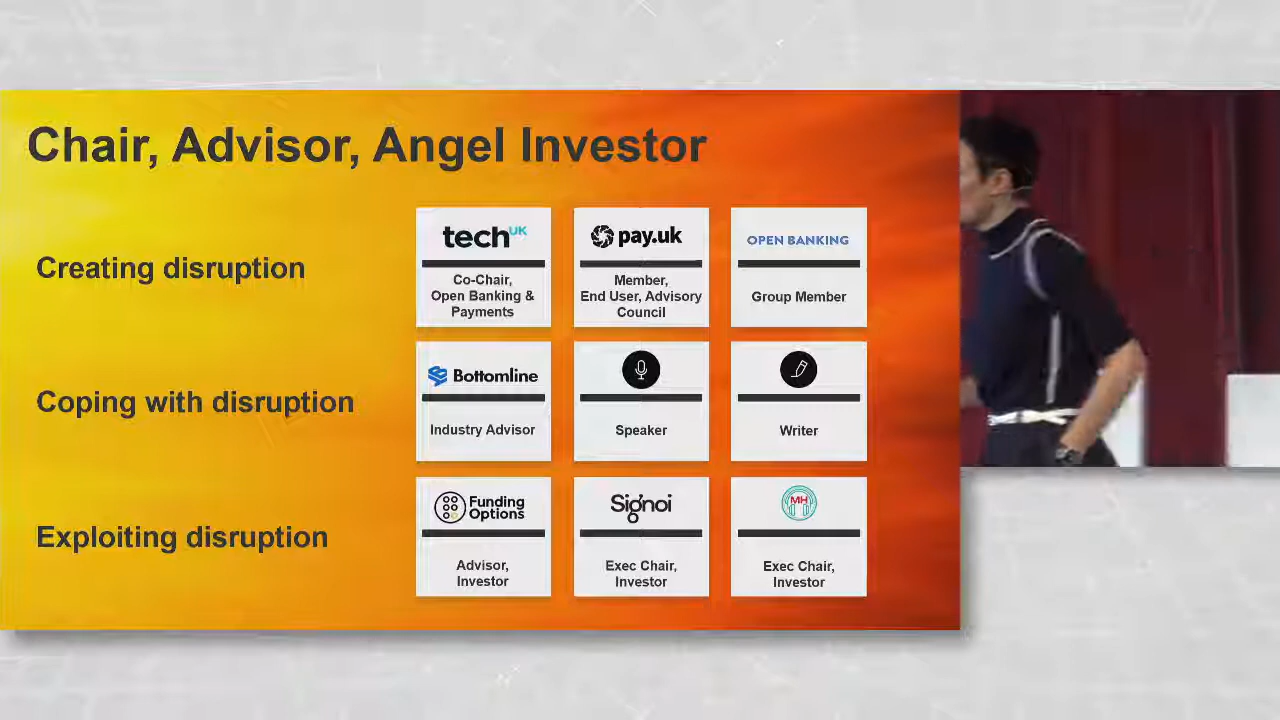 Chair, Advisor, Angel Investor
Creating disruption
techUK
Co-Chair,
Open Banking &
Payments
pay.uk
Member,
End User, Advisory
Council
OPEN BANKING
Group Member
Coping with disruption
Bottomline
Industry Advisor
Speaker
Writer
Exploiting disruption
Funding
Options
Advisor,
Investor
Signoi
Exec Chair,
Investor
MH
Exec Chair,
Investor